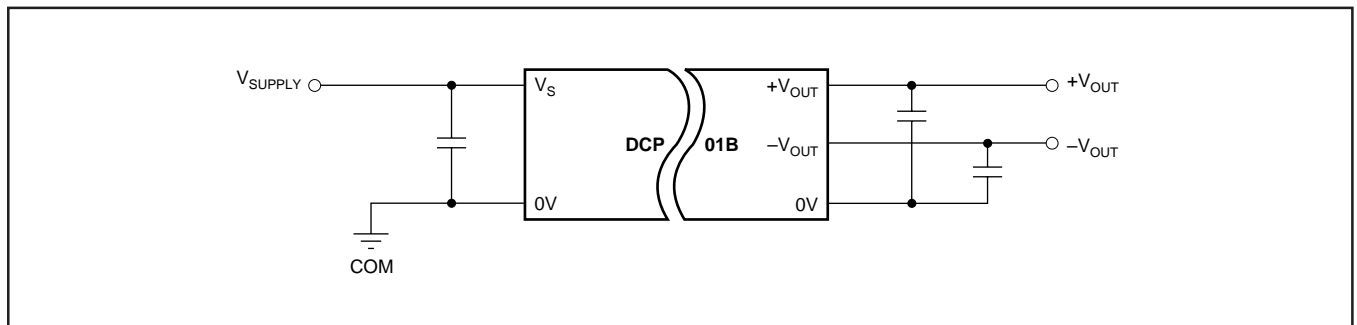 V_SUPPLY
V_S
DCP
01B
+V_OUT
+V_OUT
–V_OUT
–V_OUT
0V
0V
COM